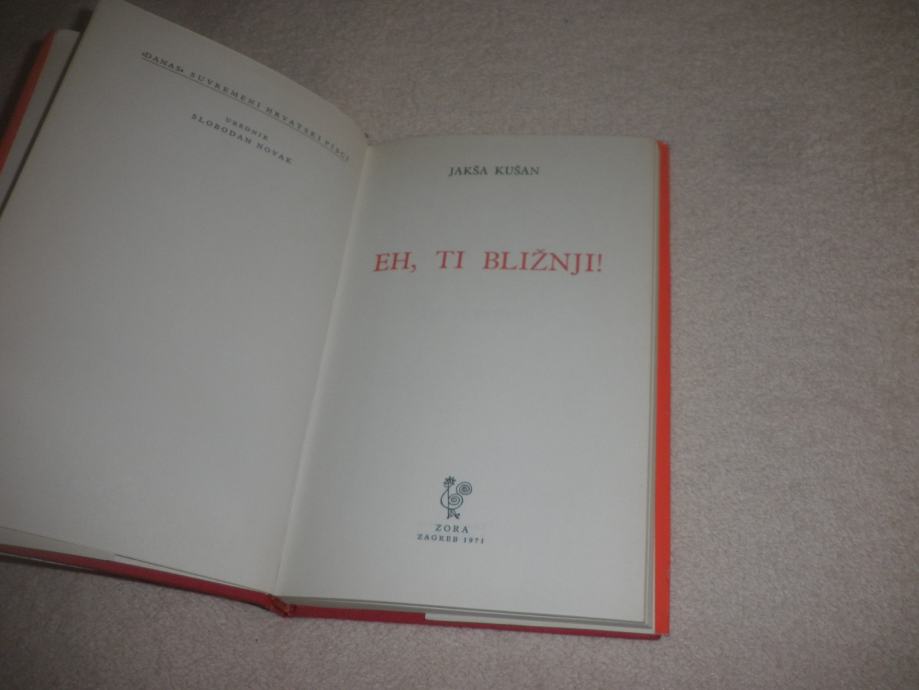 »DANAS« SUVREMENI HRVATSKI PISCI
UREDNIK
SLOBODAN NOVAK
JAKŠA KUŠAN
EH, TI BLIŽNJI!
ZORA
ZAGREB 1971